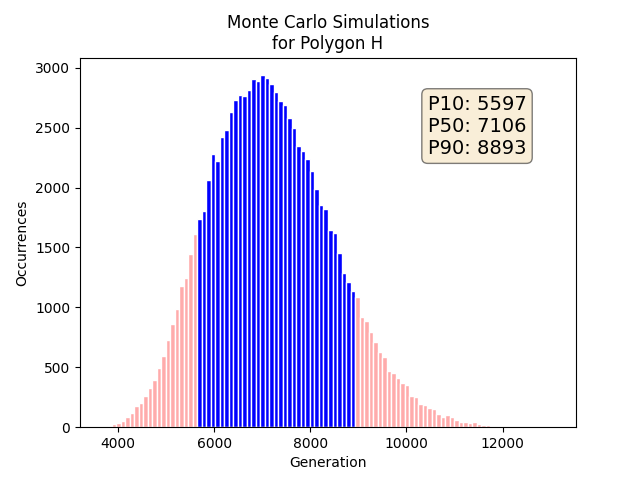 Monte Carlo Simulations
for Polygon H
P10: 5597
P50: 7106
P90: 8893
Occurrences
3000
2500
2000
1500
1000
500
0
4000 6000 8000 10000 12000
Generation